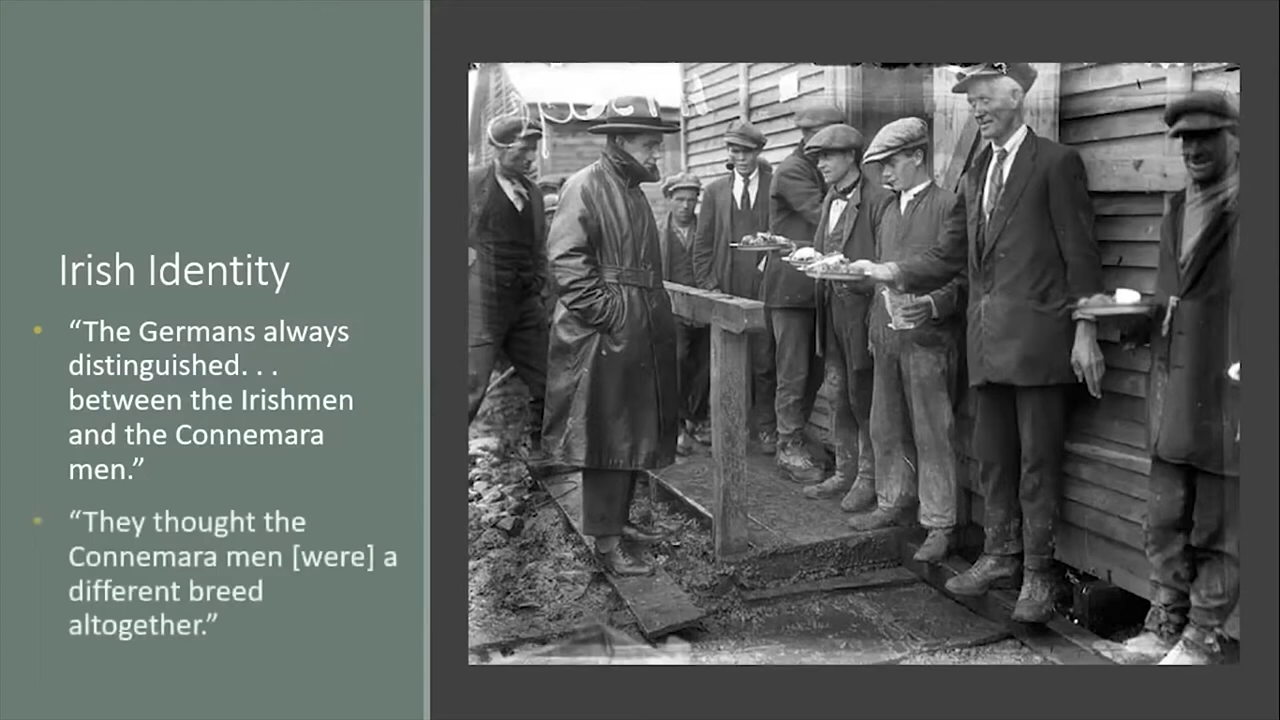 Irish Identity
“The Germans always
distinguished. . .
between the Irishmen
and the Connemara
men.”
“They thought the
Connemara men [were] a
different breed
altogether.”